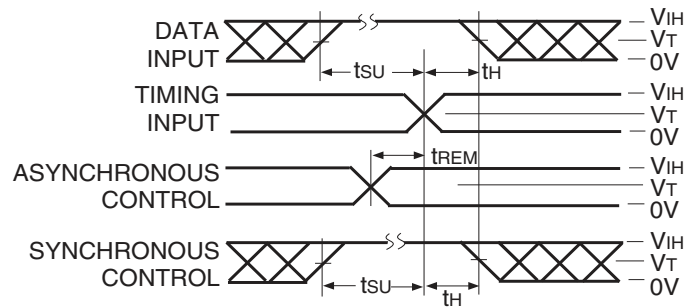 DATA
INPUT
tSU
tH
VIH
VT
0V
TIMING
INPUT
VIH
VT
0V
tREM
ASYNCHRONOUS
CONTROL
VIH
VT
0V
SYNCHRONOUS
CONTROL
tSU
tH
VIH
VT
0V